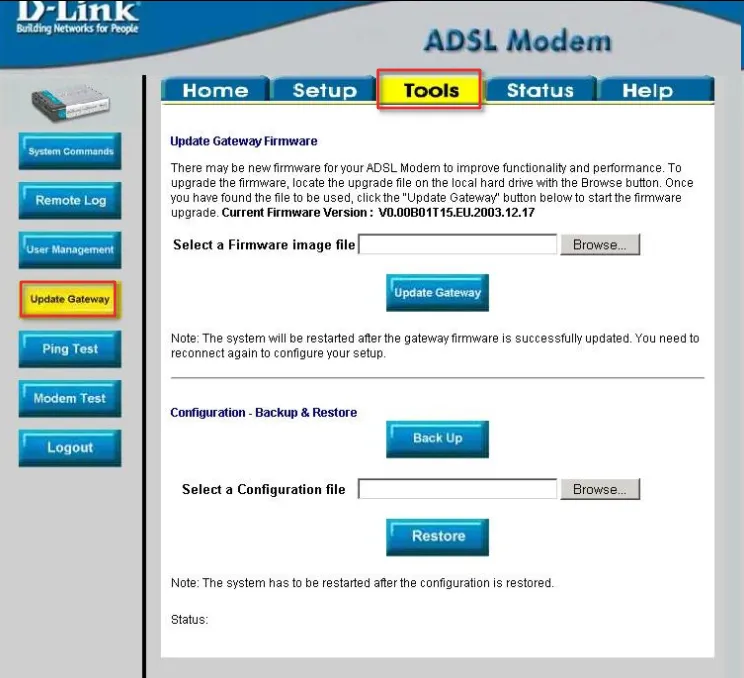 D-Link
Building Networks for People
ADSL Modem
Home Setup Tools Status Help
System Commands
Remote Log
User Management
Update Gateway
Ping Test
Modem Test
Logout
Update Gateway Firmware
There may be new firmware for your ADSL Modem to improve functionality and performance. To
upgrade the firmware, locate the upgrade file on the local hard drive with the Browse button. Once
you have found the file to be used, click the "Update Gateway" button below to start the firmware
upgrade. Current Firmware Version : V0.00B01T15.EU.2003.12.17
Select a Firmware image file Browse...
Update Gateway
Note: The system will be restarted after the gateway firmware is successfully updated. You need to
reconnect again to configure your setup.
Configuration - Backup & Restore
Back Up
Select a Configuration file Browse...
Restore
Note: The system has to be restarted after the configuration is restored.
Status: